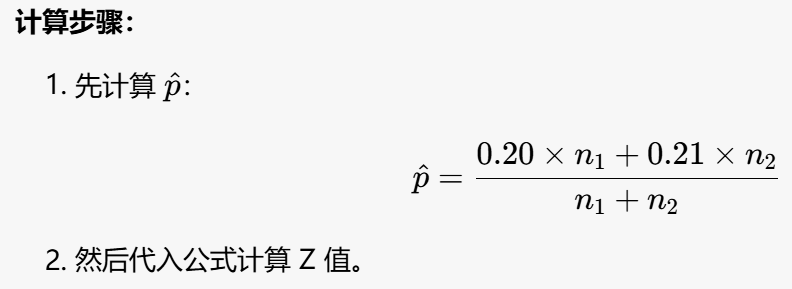 计算步骤：
1. 先计算 p̂：
p̂ = (0.20 × n₁ + 0.21 × n₂) / (n₁ + n₂)
2. 然后代入公式计算 Z 值。